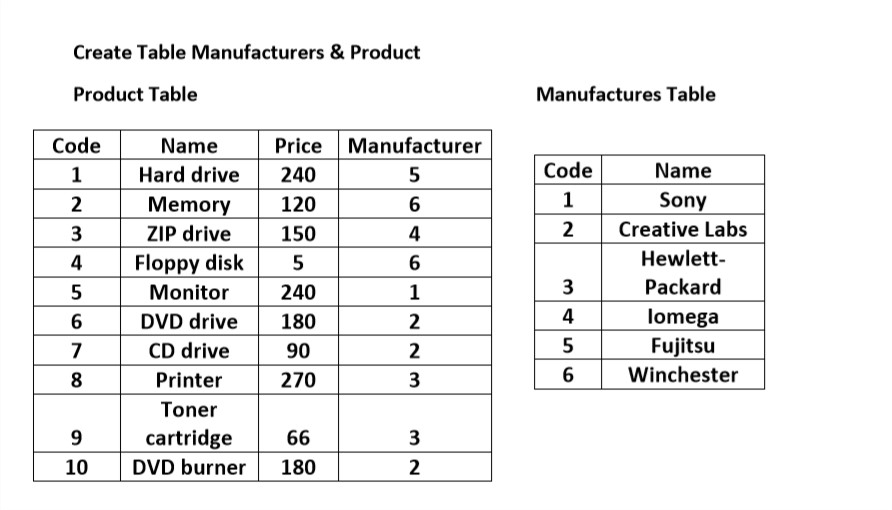 Create Table Manufacturers & Product
Product Table
Code Name Price Manufacturer
1 Hard drive 240 5
2 Memory 120 6
3 ZIP drive 150 4
4 Floppy disk 5 6
5 Monitor 240 1
6 DVD drive 180 2
7 CD drive 90 2
8 Printer 270 3
Toner
9 cartridge 66 3
10 DVD burner 180 2
Manufactures Table
Code Name
1 Sony
2 Creative Labs
Hewlett-
3 Packard
4 Iomega
5 Fujitsu
6 Winchester